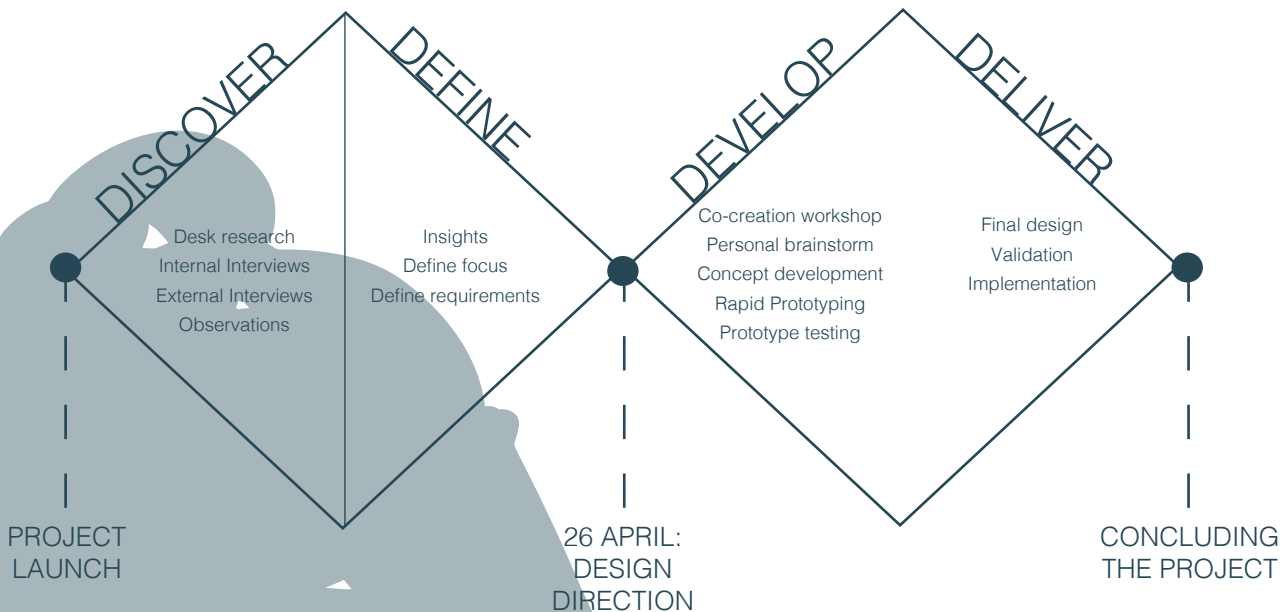 DISCOVER
Desk research
Internal Interviews
External Interviews
Observations
DEFINE
Insights
Define focus
Define requirements
DEVELOP
Co-creation workshop
Personal brainstorm
Concept development
Rapid Prototyping
Prototype testing
DELIVER
Final design
Validation
Implementation
PROJECT
LAUNCH
26 APRIL:
DESIGN
DIRECTION
CONCLUDING
THE PROJECT